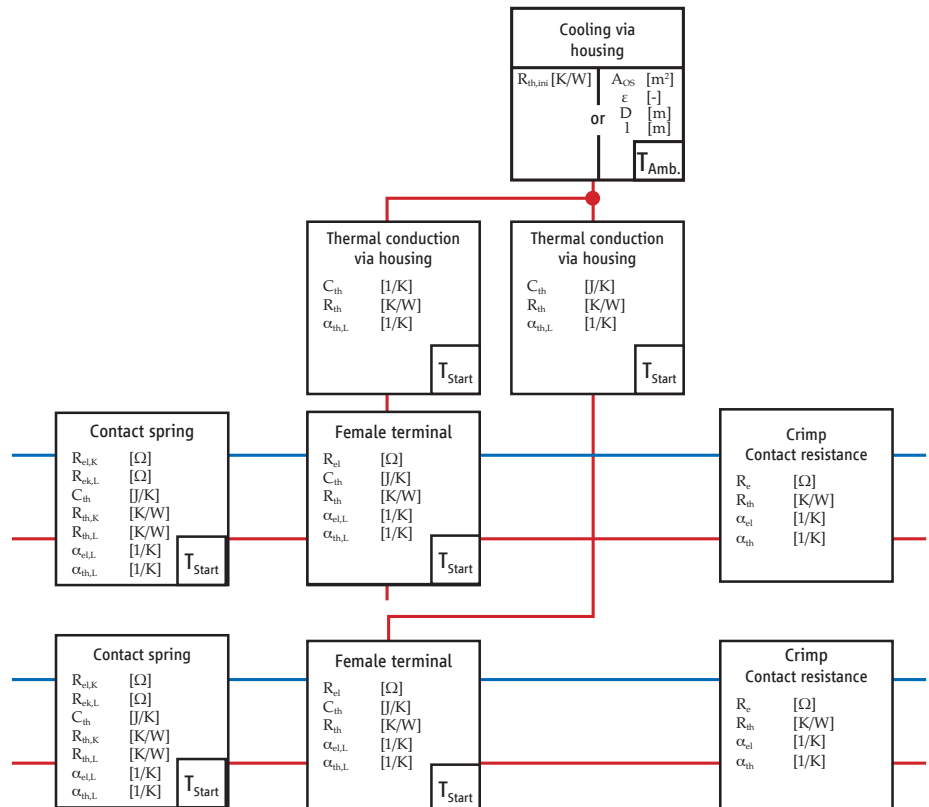 Cooling via
housing
R_th,ini [K/W]
or
A_OS [m²]
ε [-]
D [m]
l [m]
T_Amb.
Thermal conduction
via housing
C_th [1/K]
R_th [K/W]
α_th,L [1/K]
T_Start
Thermal conduction
via housing
C_th [J/K]
R_th [K/W]
α_th,L [1/K]
T_Start
Contact spring
R_el,K [Ω]
R_ek,L [Ω]
C_th [J/K]
R_th,K [K/W]
R_th,L [K/W]
α_el,L [1/K]
α_th,L [1/K]
T_Start
Female terminal
R_el [Ω]
C_th [J/K]
R_th [K/W]
α_el,L [1/K]
α_th,L [1/K]
T_Start
Crimp
Contact resistance
R_e [Ω]
R_th [K/W]
α_el [1/K]
α_th [1/K]
Contact spring
R_el,K [Ω]
R_ek,L [Ω]
C_th [J/K]
R_th,K [K/W]
R_th,L [K/W]
α_el,L [1/K]
α_th,L [1/K]
T_Start
Female terminal
R_el [Ω]
C_th [J/K]
R_th [K/W]
α_el,L [1/K]
α_th,L [1/K]
T_Start
Crimp
Contact resistance
R_e [Ω]
R_th [K/W]
α_el [1/K]
α_th [1/K]